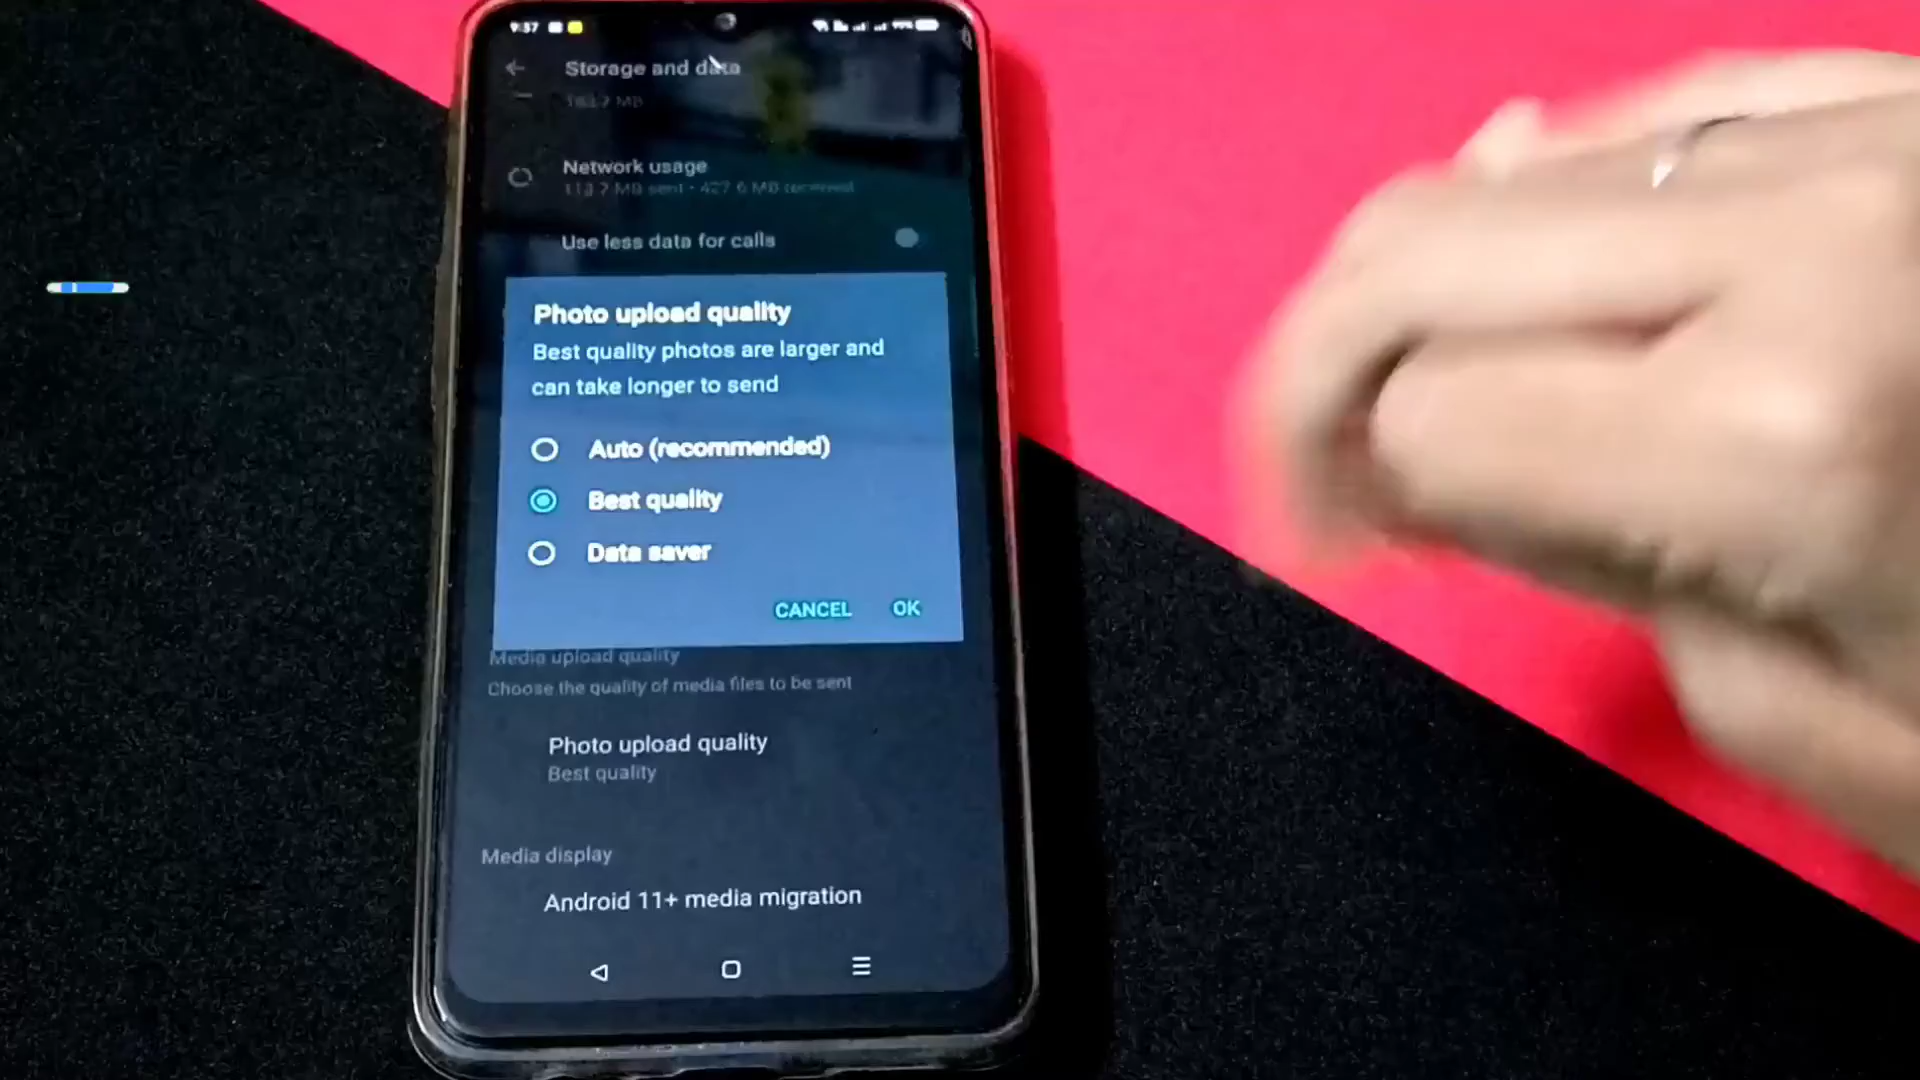 9:37
Storage and data
Network usage
Use less data for calls
Photo upload quality
Best quality photos are larger and
can take longer to send
Auto (recommended)
Best quality
Data saver
CANCEL OK
Media upload quality
Choose the quality of media files to be sent
Photo upload quality
Best quality
Media display
Android 11+ media migration